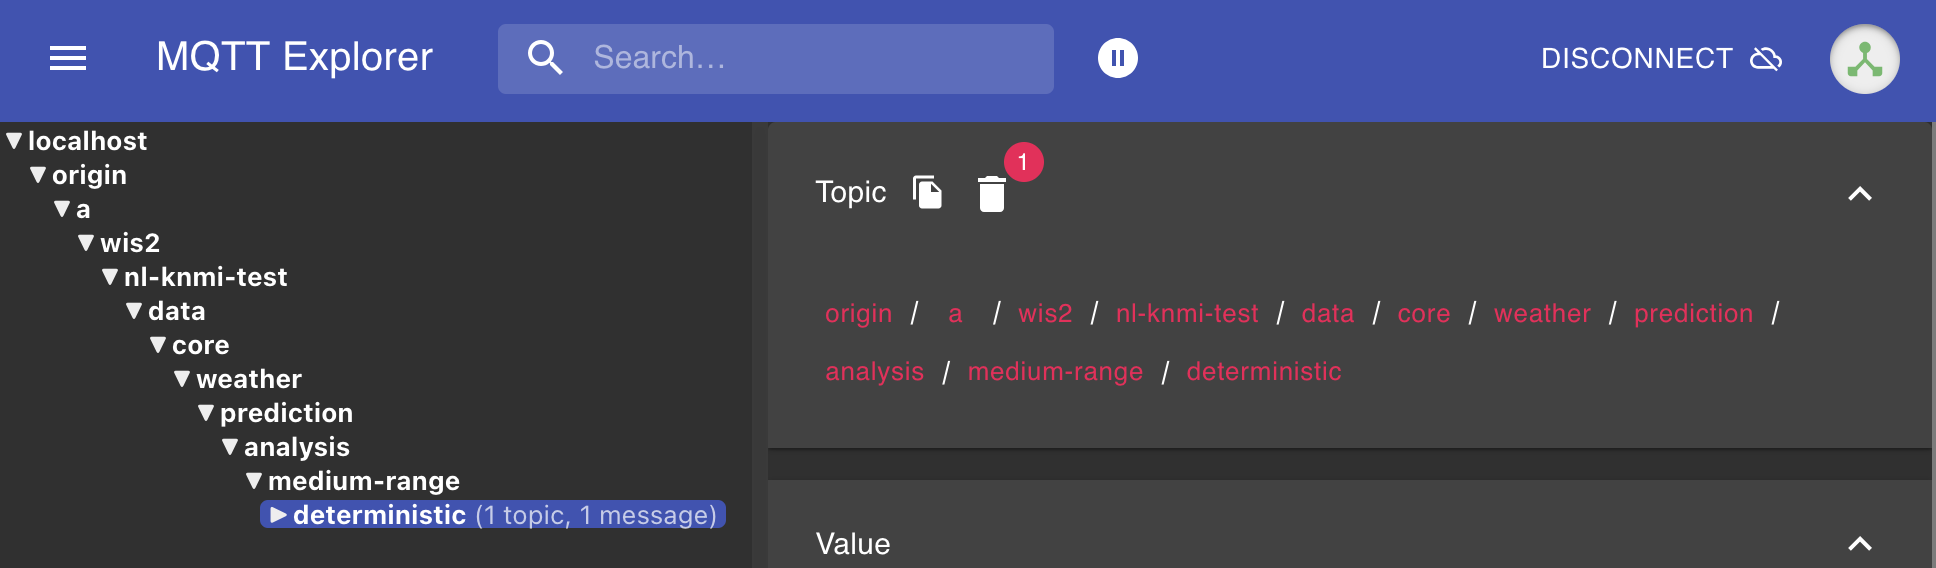 MQTT Explorer
Search...
DISCONNECT
localhost
origin
a
wis2
nl-knmi-test
data
core
weather
prediction
analysis
medium-range
deterministic (1 topic, 1 message)
Topic
1
origin / a / wis2 / nl-knmi-test / data / core / weather / prediction /
analysis / medium-range / deterministic
Value